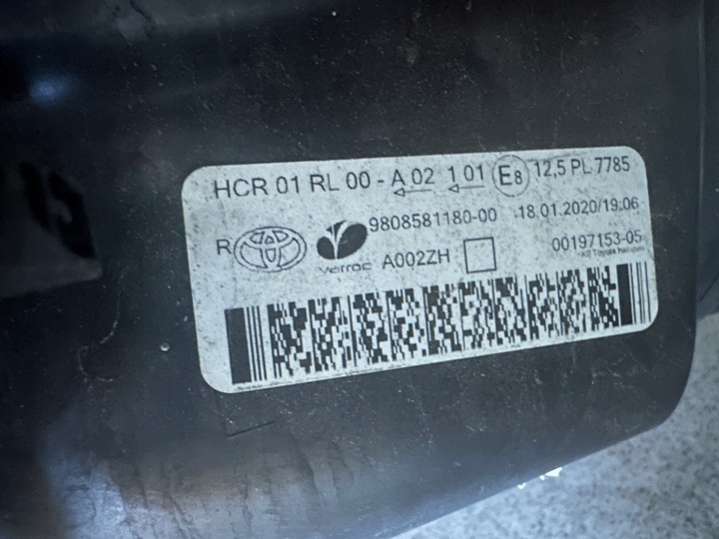 HCR 01 RL 00 - A 02 1 01 E8 12,5 PL 7785
R 9808581180-00 18.01.2020/19:06
Varroc A002ZH 00197153-05